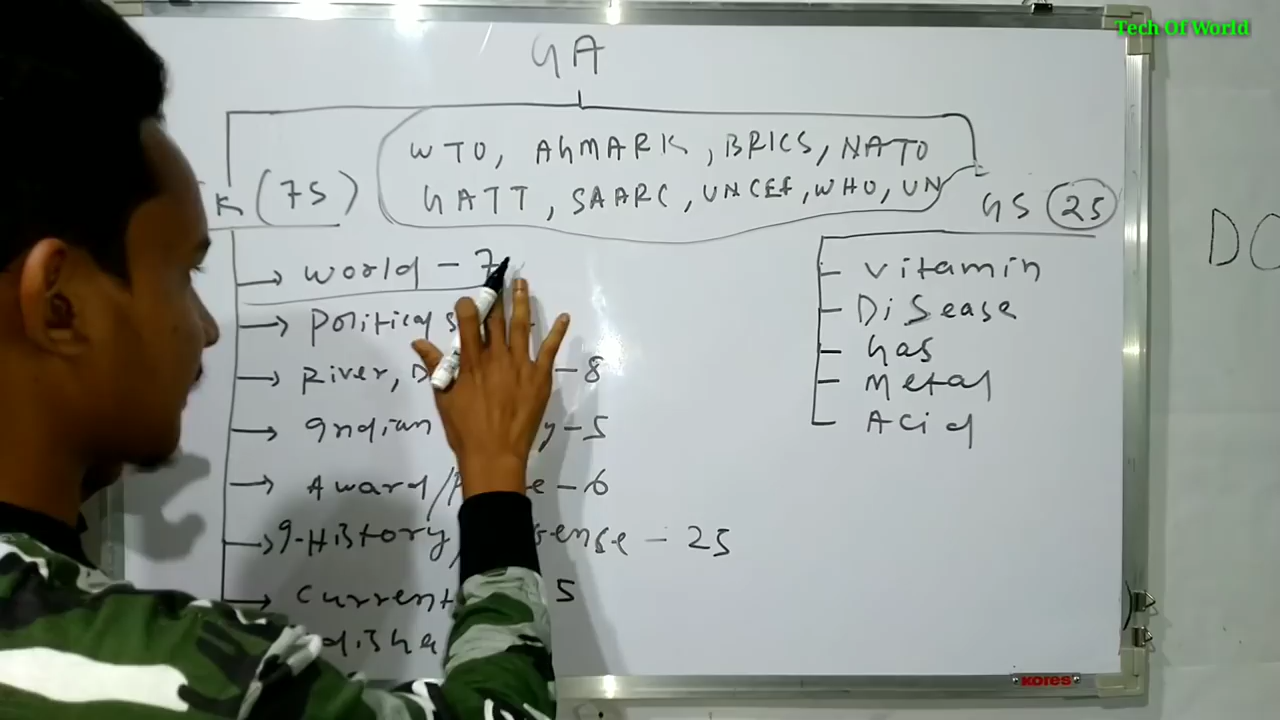 Tech Of World
GA
WTO, AGMARK, BRICS, NATO
K (75) GATT, SAARC, UNCEF, WHO, UN GS (25)
World - 7
Vitamin
Political
Disease
River, - 8
Gas
Indian - 5
Metal
Award/ - 6
Acid
I-History - 25
Current 5
KORES